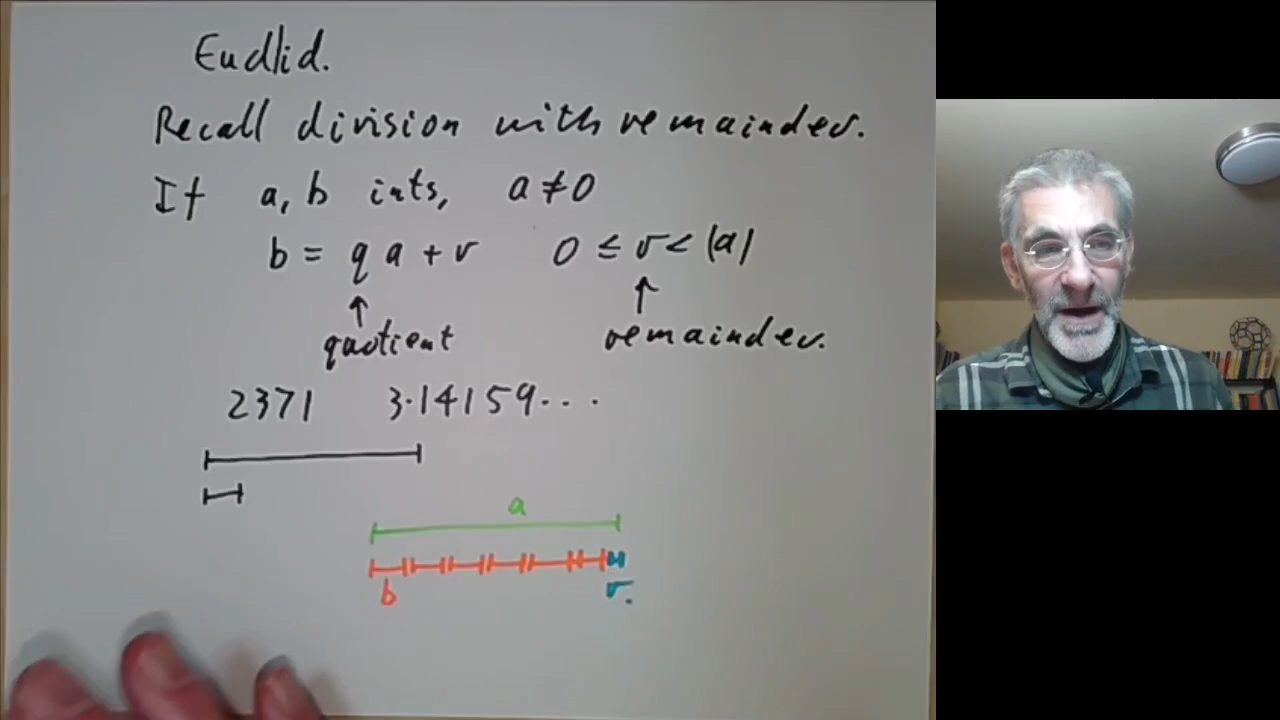 Euclid.
Recall division with remainder.
If a, b ints, a ≠ 0
b = q a + r 0 ≤ r < |a|
↑ ↑
quotient remainder.
2371 3·14159...
a
b r.